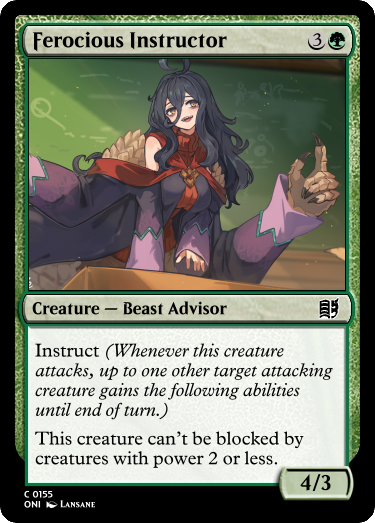 Ferocious Instructor 3
Creature — Beast Advisor
Instruct (Whenever this creature
attacks, up to one other target attacking
creature gains the following abilities
until end of turn.)
This creature can't be blocked by
creatures with power 2 or less.
4/3
C 0155
ONI Lansane